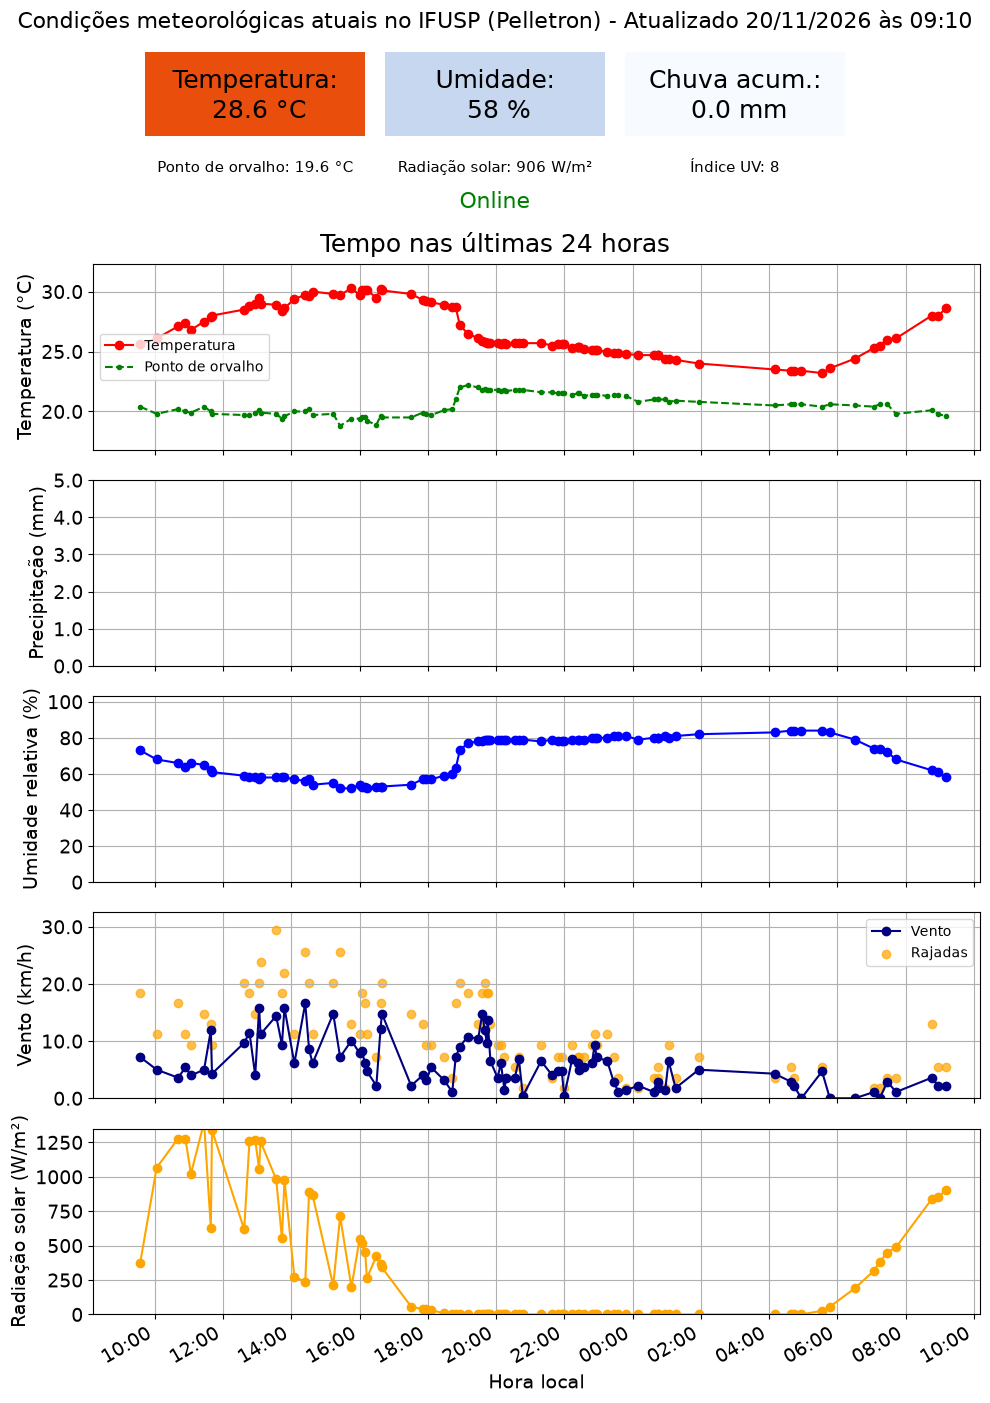 Condições meteorológicas atuais no IFUSP (Pelletron) - Atualizado 20/11/2026 às 09:10
Temperatura:
28.6 °C
Umidade:
58 %
Chuva acum.:
0.0 mm
Ponto de orvalho: 19.6 °C
Radiação solar: 906 W/m²
Índice UV: 8
Online
Tempo nas últimas 24 horas
Temperatura (°C)
30.0
25.0
20.0
Temperatura
Ponto de orvalho
Precipitação (mm)
5.0
4.0
3.0
2.0
1.0
0.0
Umidade relativa (%)
100
80
60
40
20
0
Vento (km/h)
30.0
20.0
10.0
0.0
Vento
Rajadas
Radiação solar (W/m²)
1250
1000
750
500
250
0
10:00 12:00 14:00 16:00 18:00 20:00 22:00 00:00 02:00 04:00 06:00 08:00 10:00
Hora local